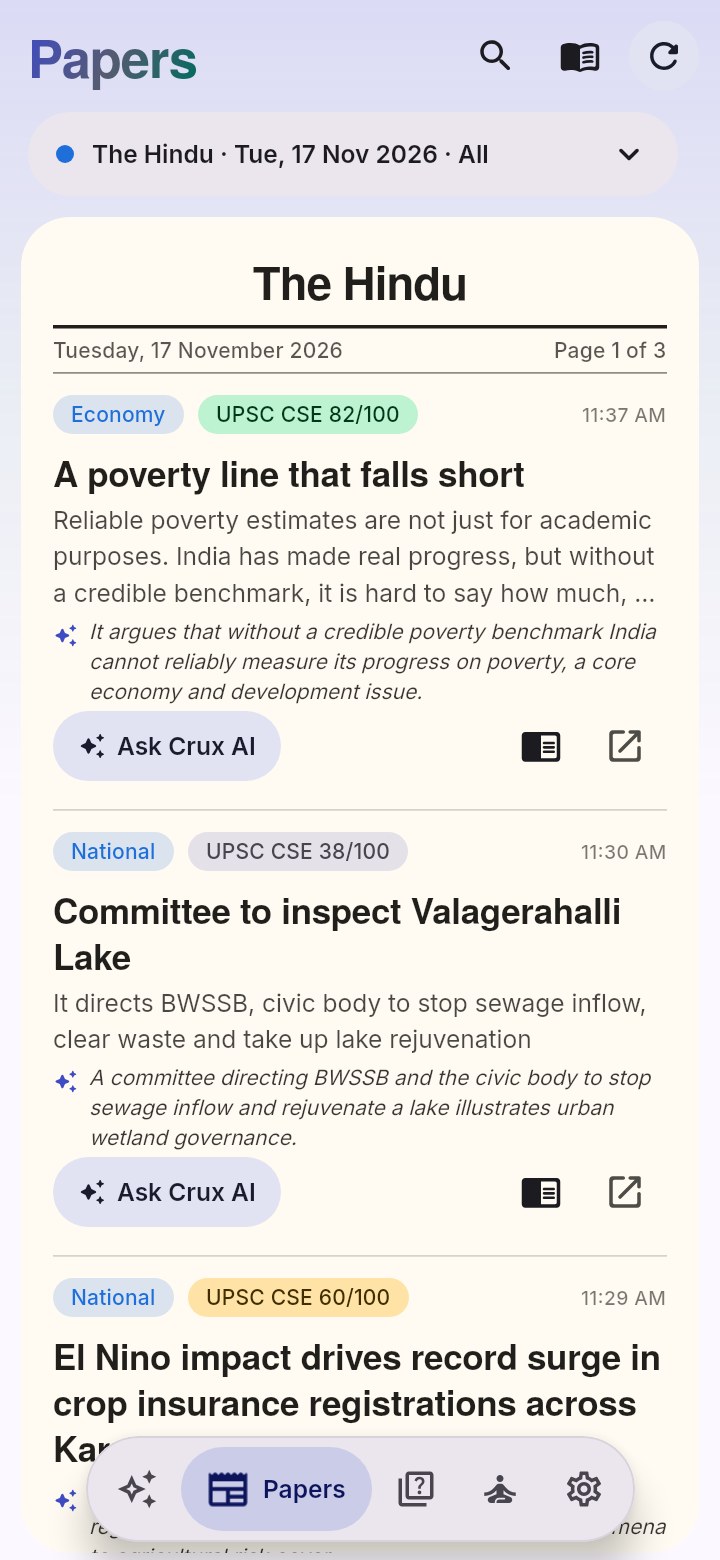 Papers
The Hindu · Tue, 17 Nov 2026 · All
The Hindu
Tuesday, 17 November 2026 Page 1 of 3
Economy UPSC CSE 82/100 11:37 AM
A poverty line that falls short
Reliable poverty estimates are not just for academic
purposes. India has made real progress, but without
a credible benchmark, it is hard to say how much, ...
It argues that without a credible poverty benchmark India
cannot reliably measure its progress on poverty, a core
economy and development issue.
Ask Crux AI
National UPSC CSE 38/100 11:30 AM
Committee to inspect Valagerahalli
Lake
It directs BWSSB, civic body to stop sewage inflow,
clear waste and take up lake rejuvenation
A committee directing BWSSB and the civic body to stop
sewage inflow and rejuvenate a lake illustrates urban
wetland governance.
Ask Crux AI
National UPSC CSE 60/100 11:29 AM
El Nino impact drives record surge in
crop insurance registrations across
Papers